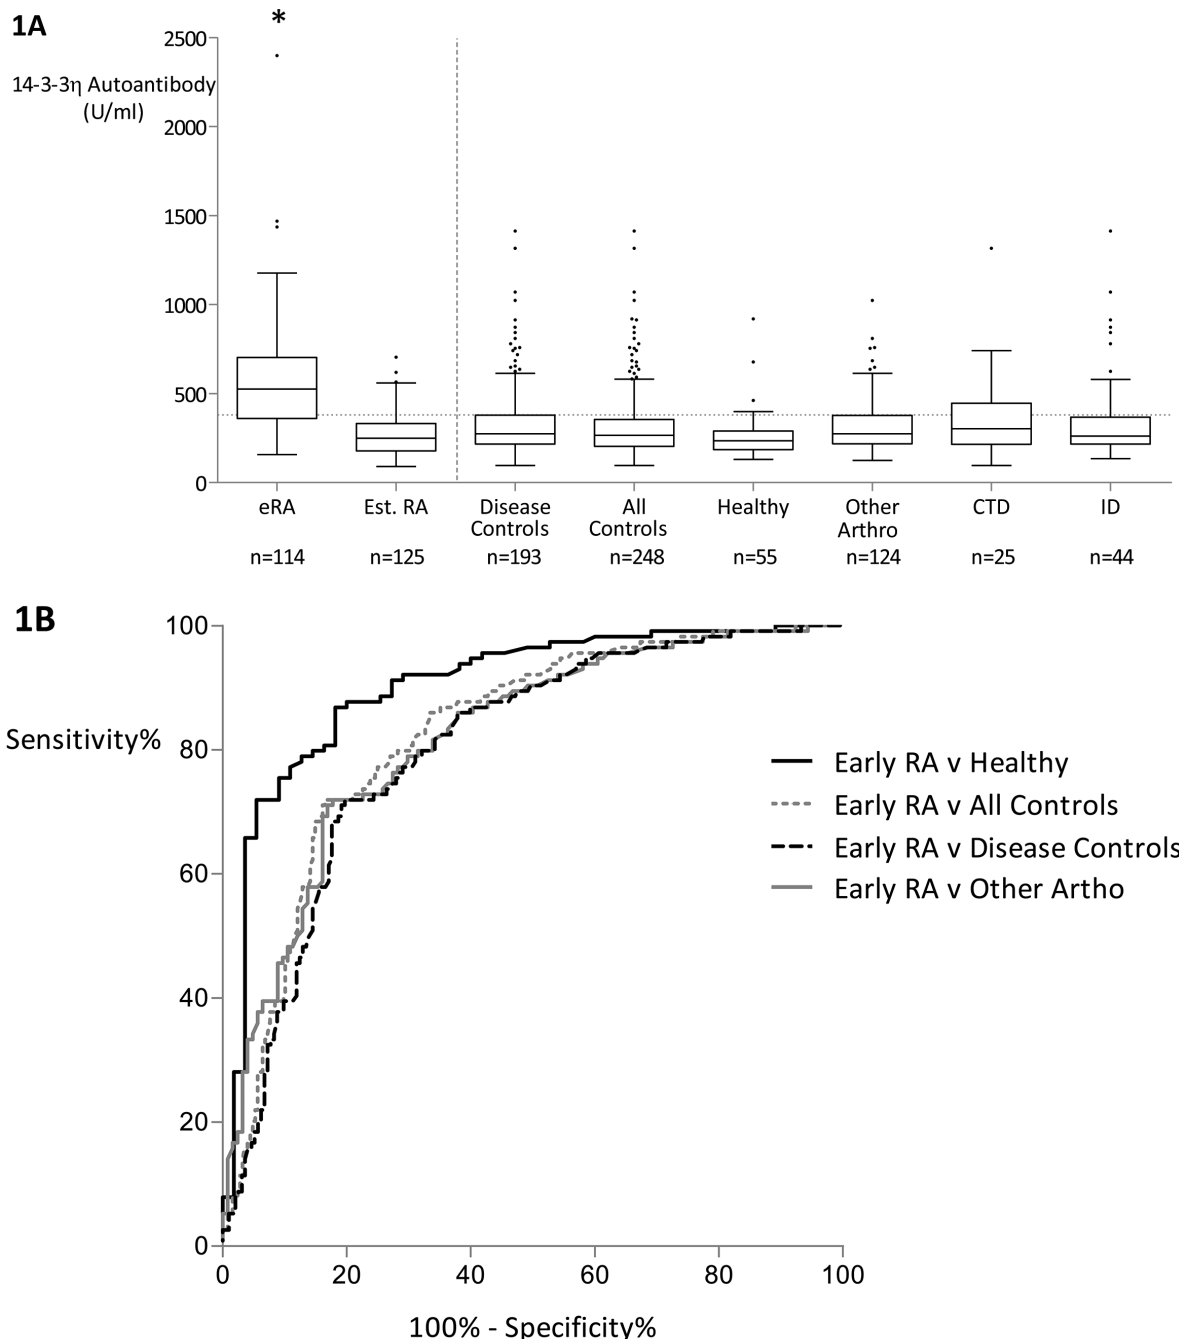 1A
*
2500
14-3-3η Autoantibody
(U/ml)
2000
1500
1000
500
0
eRA Est. RA Disease Controls All Controls Healthy Other Arthro CTD ID
n=114 n=125 n=193 n=248 n=55 n=124 n=25 n=44
1B
100
Sensitivity%
80
60
40
20
0
Early RA v Healthy
Early RA v All Controls
Early RA v Disease Controls
Early RA v Other Artho
0 20 40 60 80 100
100% - Specificity%